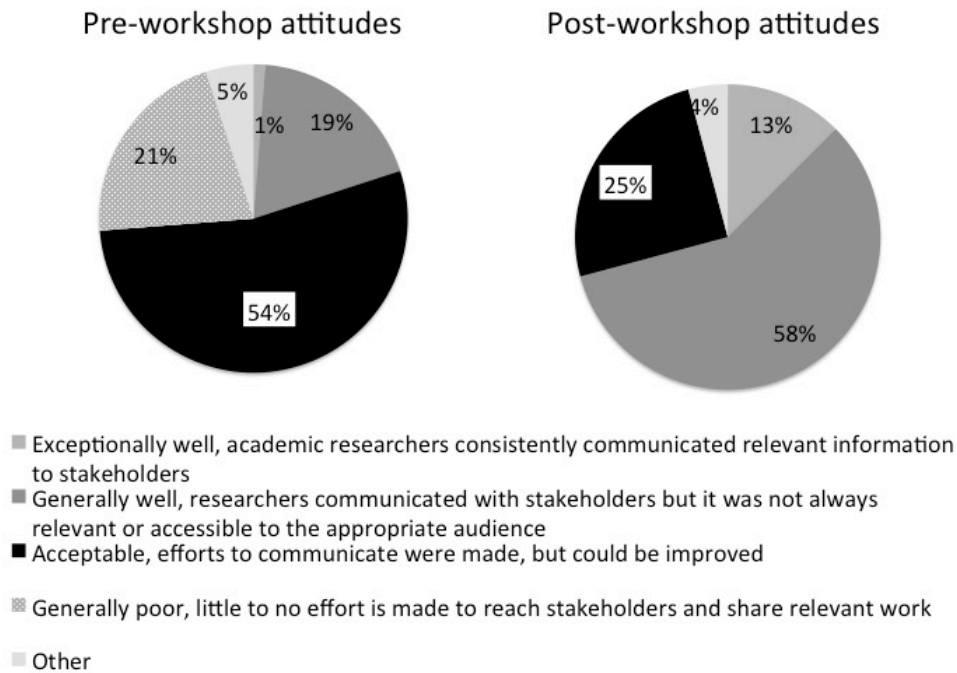 Pre-workshop attitudes
Post-workshop attitudes
5%
1%
19%
21%
54%
4%
13%
25%
58%
Exceptionally well, academic researchers consistently communicated relevant information
to stakeholders
Generally well, researchers communicated with stakeholders but it was not always
relevant or accessible to the appropriate audience
Acceptable, efforts to communicate were made, but could be improved
Generally poor, little to no effort is made to reach stakeholders and share relevant work
Other